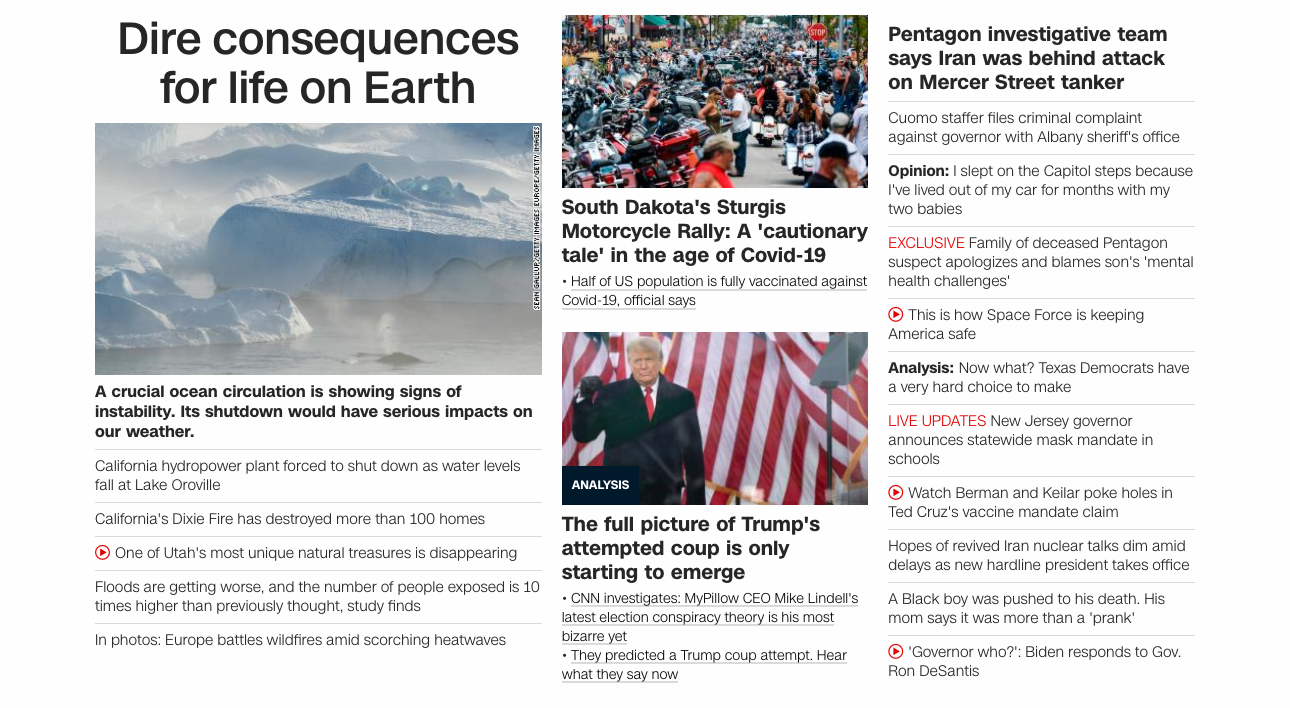 Dire consequences
for life on Earth
SEAN GALLUP/GETTY IMAGES EUROPE/GETTY IMAGES
A crucial ocean circulation is showing signs of
instability. Its shutdown would have serious impacts on
our weather.
California hydropower plant forced to shut down as water levels
fall at Lake Oroville
California's Dixie Fire has destroyed more than 100 homes
One of Utah's most unique natural treasures is disappearing
Floods are getting worse, and the number of people exposed is 10
times higher than previously thought, study finds
In photos: Europe battles wildfires amid scorching heatwaves
STOP
South Dakota's Sturgis
Motorcycle Rally: A 'cautionary
tale' in the age of Covid-19
• Half of US population is fully vaccinated against
Covid-19, official says
ANALYSIS
The full picture of Trump's
attempted coup is only
starting to emerge
• CNN investigates: MyPillow CEO Mike Lindell's
latest election conspiracy theory is his most
bizarre yet
• They predicted a Trump coup attempt. Hear
what they say now
Pentagon investigative team
says Iran was behind attack
on Mercer Street tanker
Cuomo staffer files criminal complaint
against governor with Albany sheriff's office
Opinion: I slept on the Capitol steps because
I've lived out of my car for months with my
two babies
EXCLUSIVE Family of deceased Pentagon
suspect apologizes and blames son's 'mental
health challenges'
This is how Space Force is keeping
America safe
Analysis: Now what? Texas Democrats have
a very hard choice to make
LIVE UPDATES New Jersey governor
announces statewide mask mandate in
schools
Watch Berman and Keilar poke holes in
Ted Cruz's vaccine mandate claim
Hopes of revived Iran nuclear talks dim amid
delays as new hardline president takes office
A Black boy was pushed to his death. His
mom says it was more than a 'prank'
'Governor who?': Biden responds to Gov.
Ron DeSantis